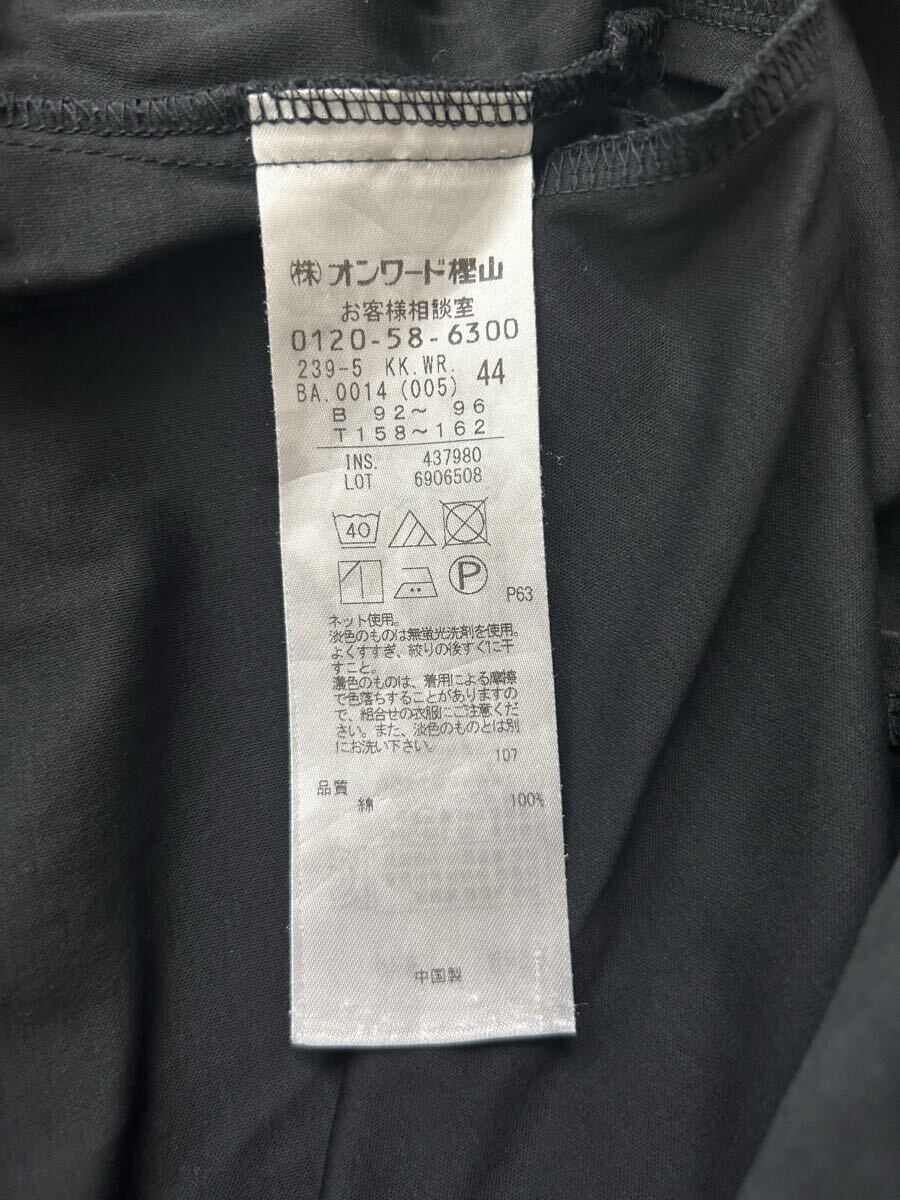 (株)オンワード樫山
お客様相談室
0120-58-6300
239-5 KK.WR.
BA.0014 (005) 44
B 92～ 96
T158～162
INS. 437980
LOT 6906508
40
P
P63
ネット使用。
淡色のものは無蛍光洗剤を使用。
よくすすぎ、絞りの後すぐに干
すこと。
濃色のものは、着用による摩擦
で色落ちすることがありますの
で、組合せの衣服にご注意くだ
さい。また、淡色のものとは別
にお洗い下さい。
107
品質
綿 100%
中国製